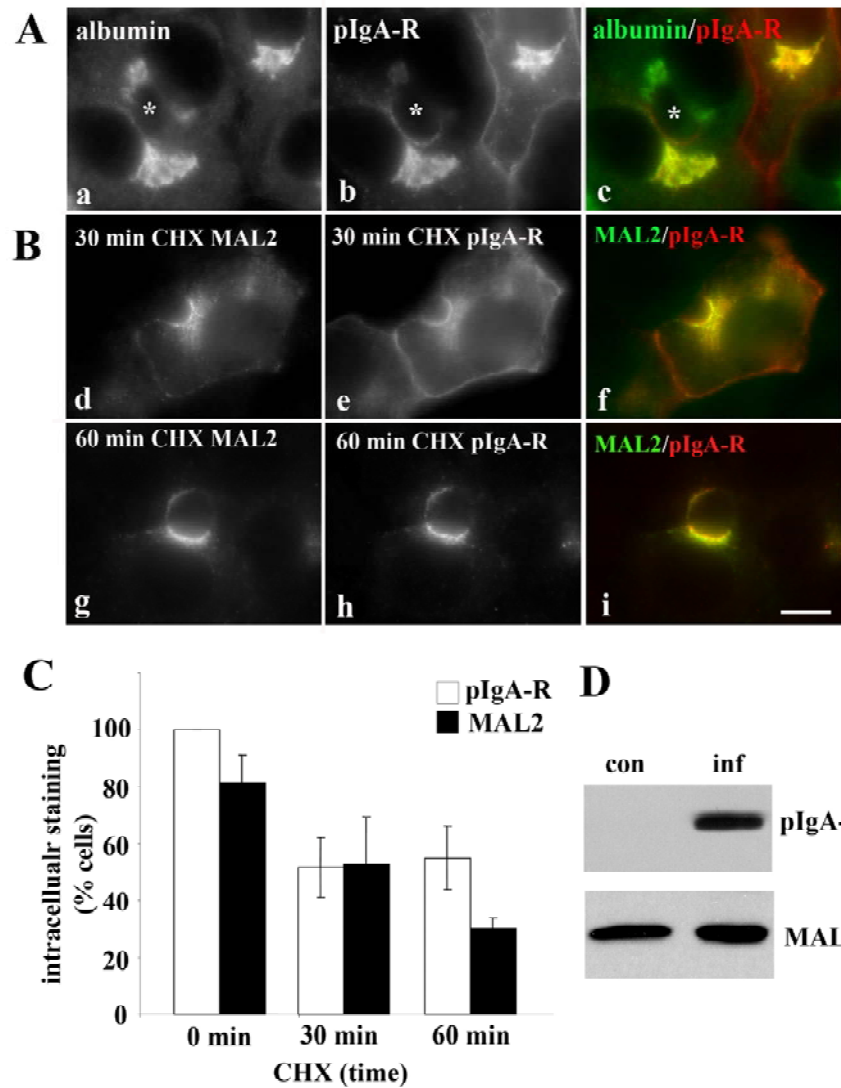 A
albumin
pIgA-R
albumin/pIgA-R
*
*
*
a
b
c
B
30 min CHX MAL2
30 min CHX pIgA-R
MAL2/pIgA-R
d
e
f
60 min CHX MAL2
60 min CHX pIgA-R
MAL2/pIgA-R
g
h
i
C
pIgA-R
MAL2
intracellualr staining
(% cells)
100
80
60
40
20
0
0 min
30 min
60 min
CHX (time)
D
con
inf
pIgA-
MAL